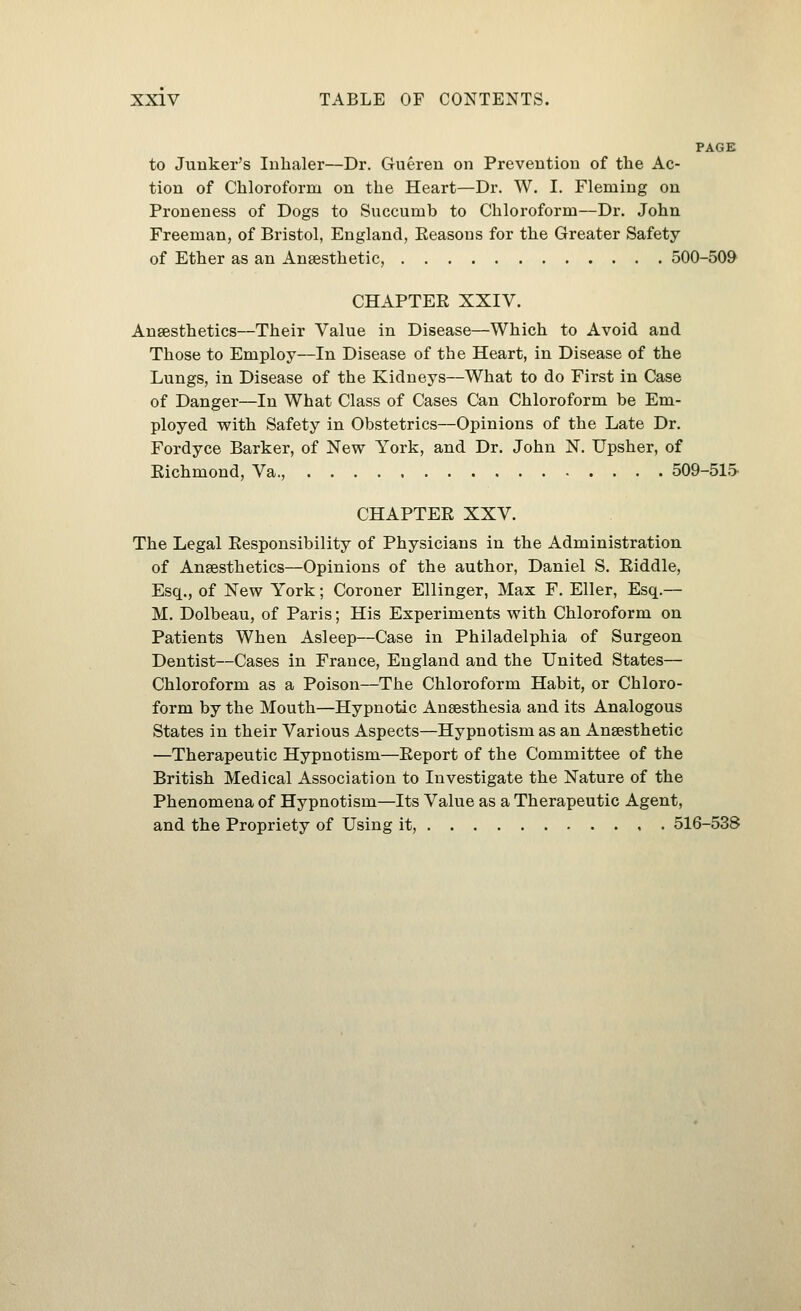 xxiv TABLE OF CONTENTS.
PAGE
to Junker's Inhaler—Dr. Guêren on Prevention of the Ac-
tion of Chloroform on the Heart—Dr. W. I. Fleming on
Proneness of Dogs to Succumb to Chloroform—Dr. John
Freeman, of Bristol, England, Reasons for the Greater Safety
of Ether as an Anæsthetic, . . . . . . . . . . . . 500-509
CHAPTER XXIV.
Anæsthetics—Their Value in Disease—Which to Avoid and
Those to Employ—In Disease of the Heart, in Disease of the
Lungs, in Disease of the Kidneys—What to do First in Case
of Danger—In What Class of Cases Can Chloroform be Em-
ployed with Safety in Obstetrics—Opinions of the Late Dr.
Fordyce Barker, of New York, and Dr. John N. Upsher, of
Richmond, Va., . . . . . . . . . . . . . . . . 509-515
CHAPTER XXV.
The Legal Responsibility of Physicians in the Administration
of Anæsthetics—Opinions of the author, Daniel S. Riddle,
Esq., of New York; Coroner Ellinger, Max F. Eller, Esq.—
M. Dolbeau, of Paris; His Experiments with Chloroform on
Patients When Asleep—Case in Philadelphia of Surgeon
Dentist—Cases in France, England and the United States—
Chloroform as a Poison—The Chloroform Habit, or Chloro-
form by the Mouth—Hypnotic Anæsthesia and its Analogous
States in their Various Aspects—Hypnotism as an Anæsthetic
—Therapeutic Hypnotism—Report of the Committee of the
British Medical Association to Investigate the Nature of the
Phenomena of Hypnotism—Its Value as a Therapeutic Agent,
and the Propriety of Using it, . . . . . . . . . . . 516-538